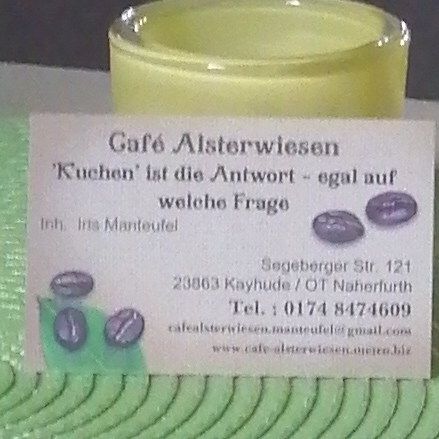 Café Alsterwiesen
'Kuchen' ist die Antwort - egal auf
welche Frage
Inh. Iris Manteufel
Segeberger Str. 121
23863 Kayhude / OT Naherfurth
Tel. : 0174 8474609
cafealsterwiesen.manteufel@gmail.com
www.cafe-alsterwiesen.metro.biz